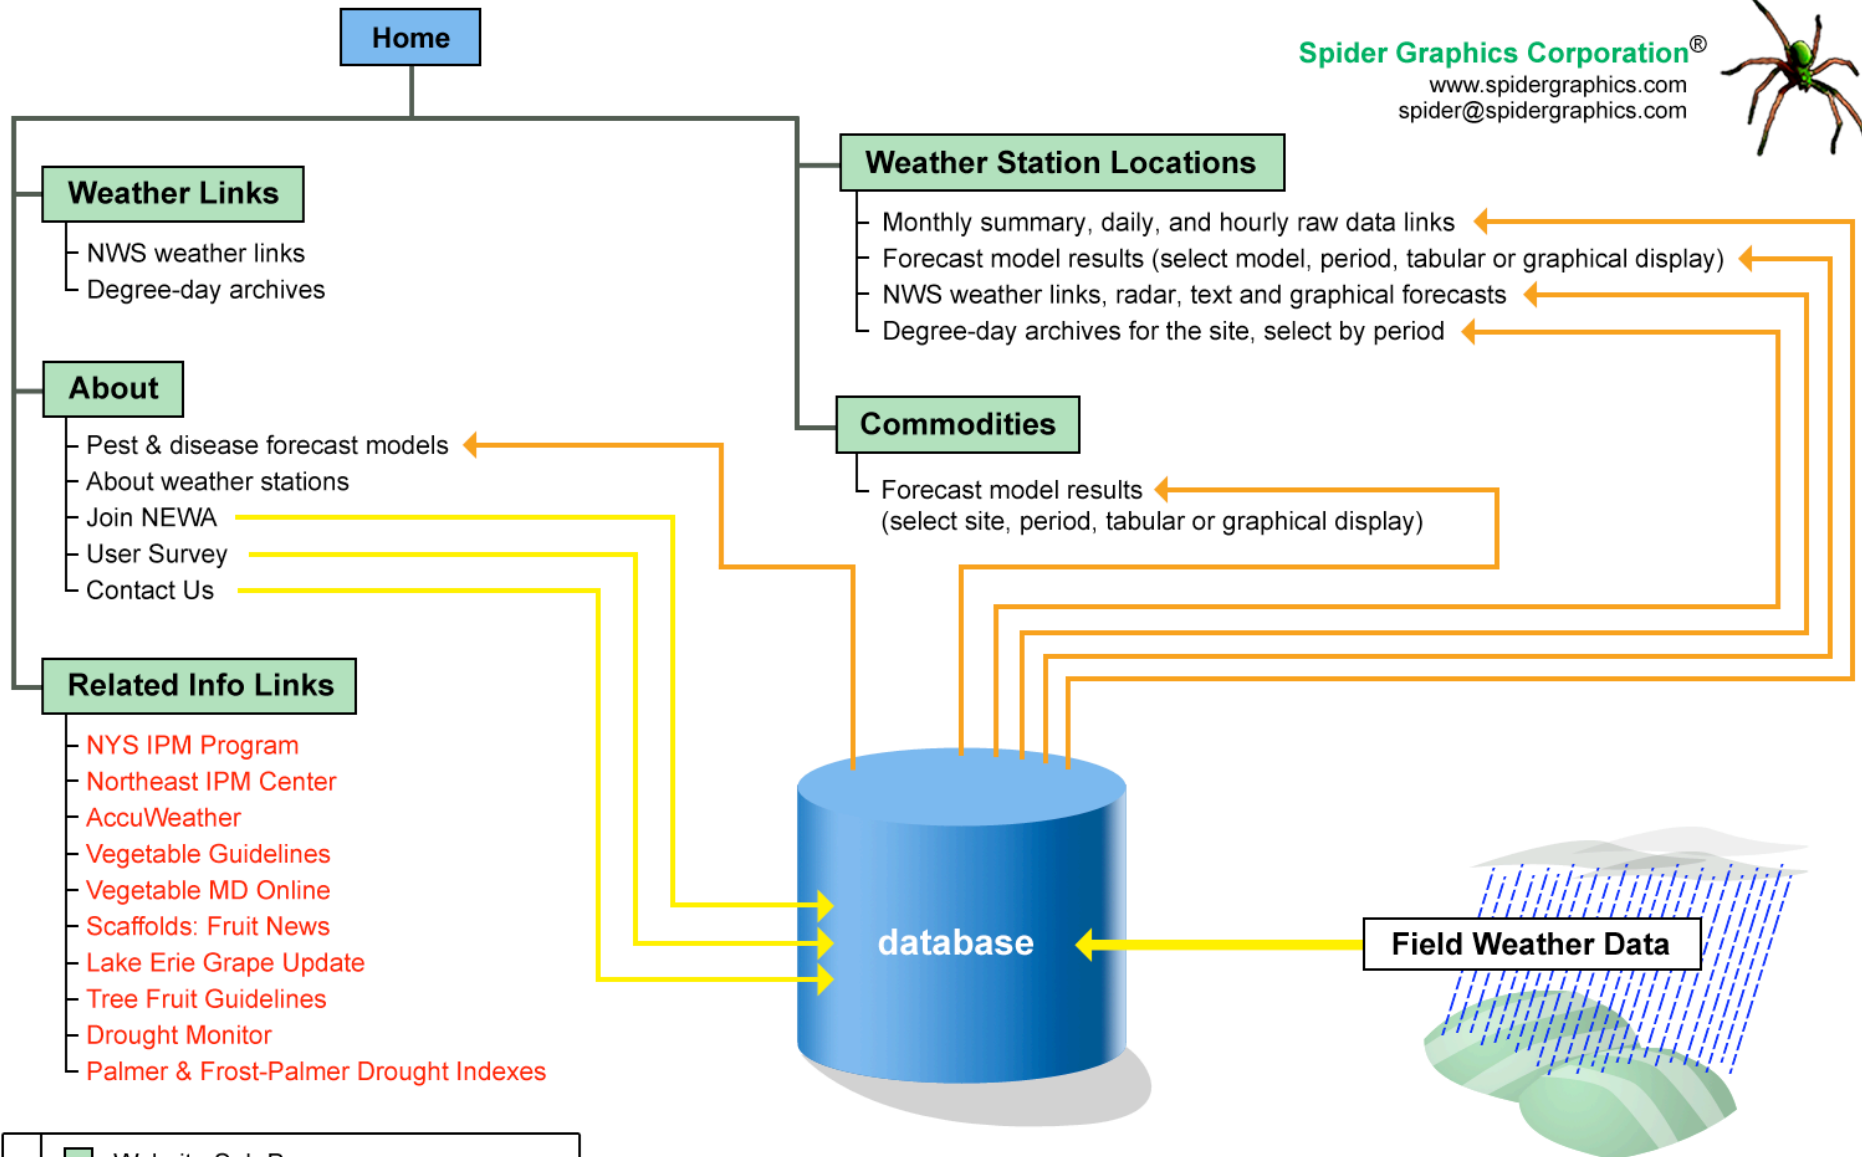 Home
Spider Graphics Corporation®
www.spidergraphics.com
spider@spidergraphics.com
Weather Links
NWS weather links
Degree-day archives
About
Pest & disease forecast models
About weather stations
Join NEWA
User Survey
Contact Us
Related Info Links
NYS IPM Program
Northeast IPM Center
AccuWeather
Vegetable Guidelines
Vegetable MD Online
Scaffolds: Fruit News
Lake Erie Grape Update
Tree Fruit Guidelines
Drought Monitor
Palmer & Frost-Palmer Drought Indexes
Weather Station Locations
Monthly summary, daily, and hourly raw data links
Forecast model results (select model, period, tabular or graphical display)
NWS weather links, radar, text and graphical forecasts
Degree-day archives for the site, select by period
Commodities
Forecast model results
(select site, period, tabular or graphical display)
database
Field Weather Data